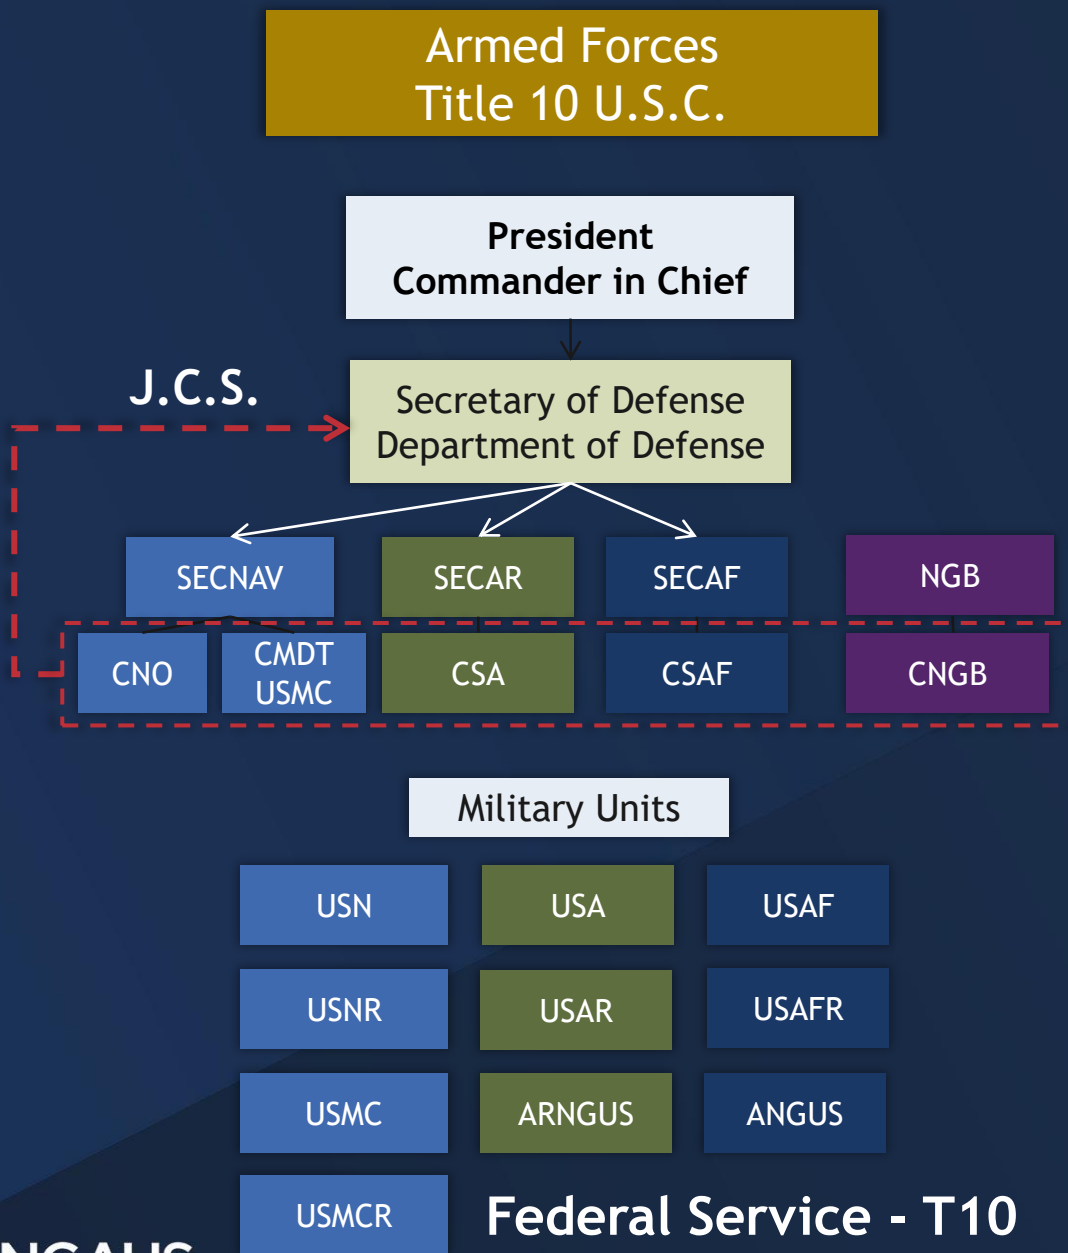 Armed Forces
Title 10 U.S.C.
President
Commander in Chief
J.C.S.
Secretary of Defense
Department of Defense
SECNAV
SECAR
SECAF
NGB
CNO
CMDT
USMC
CSA
CSAF
CNGB
Military Units
USN
USA
USAF
USNR
USAR
USAFR
USMC
ARNGUS
ANGUS
USMCR
Federal Service - T10